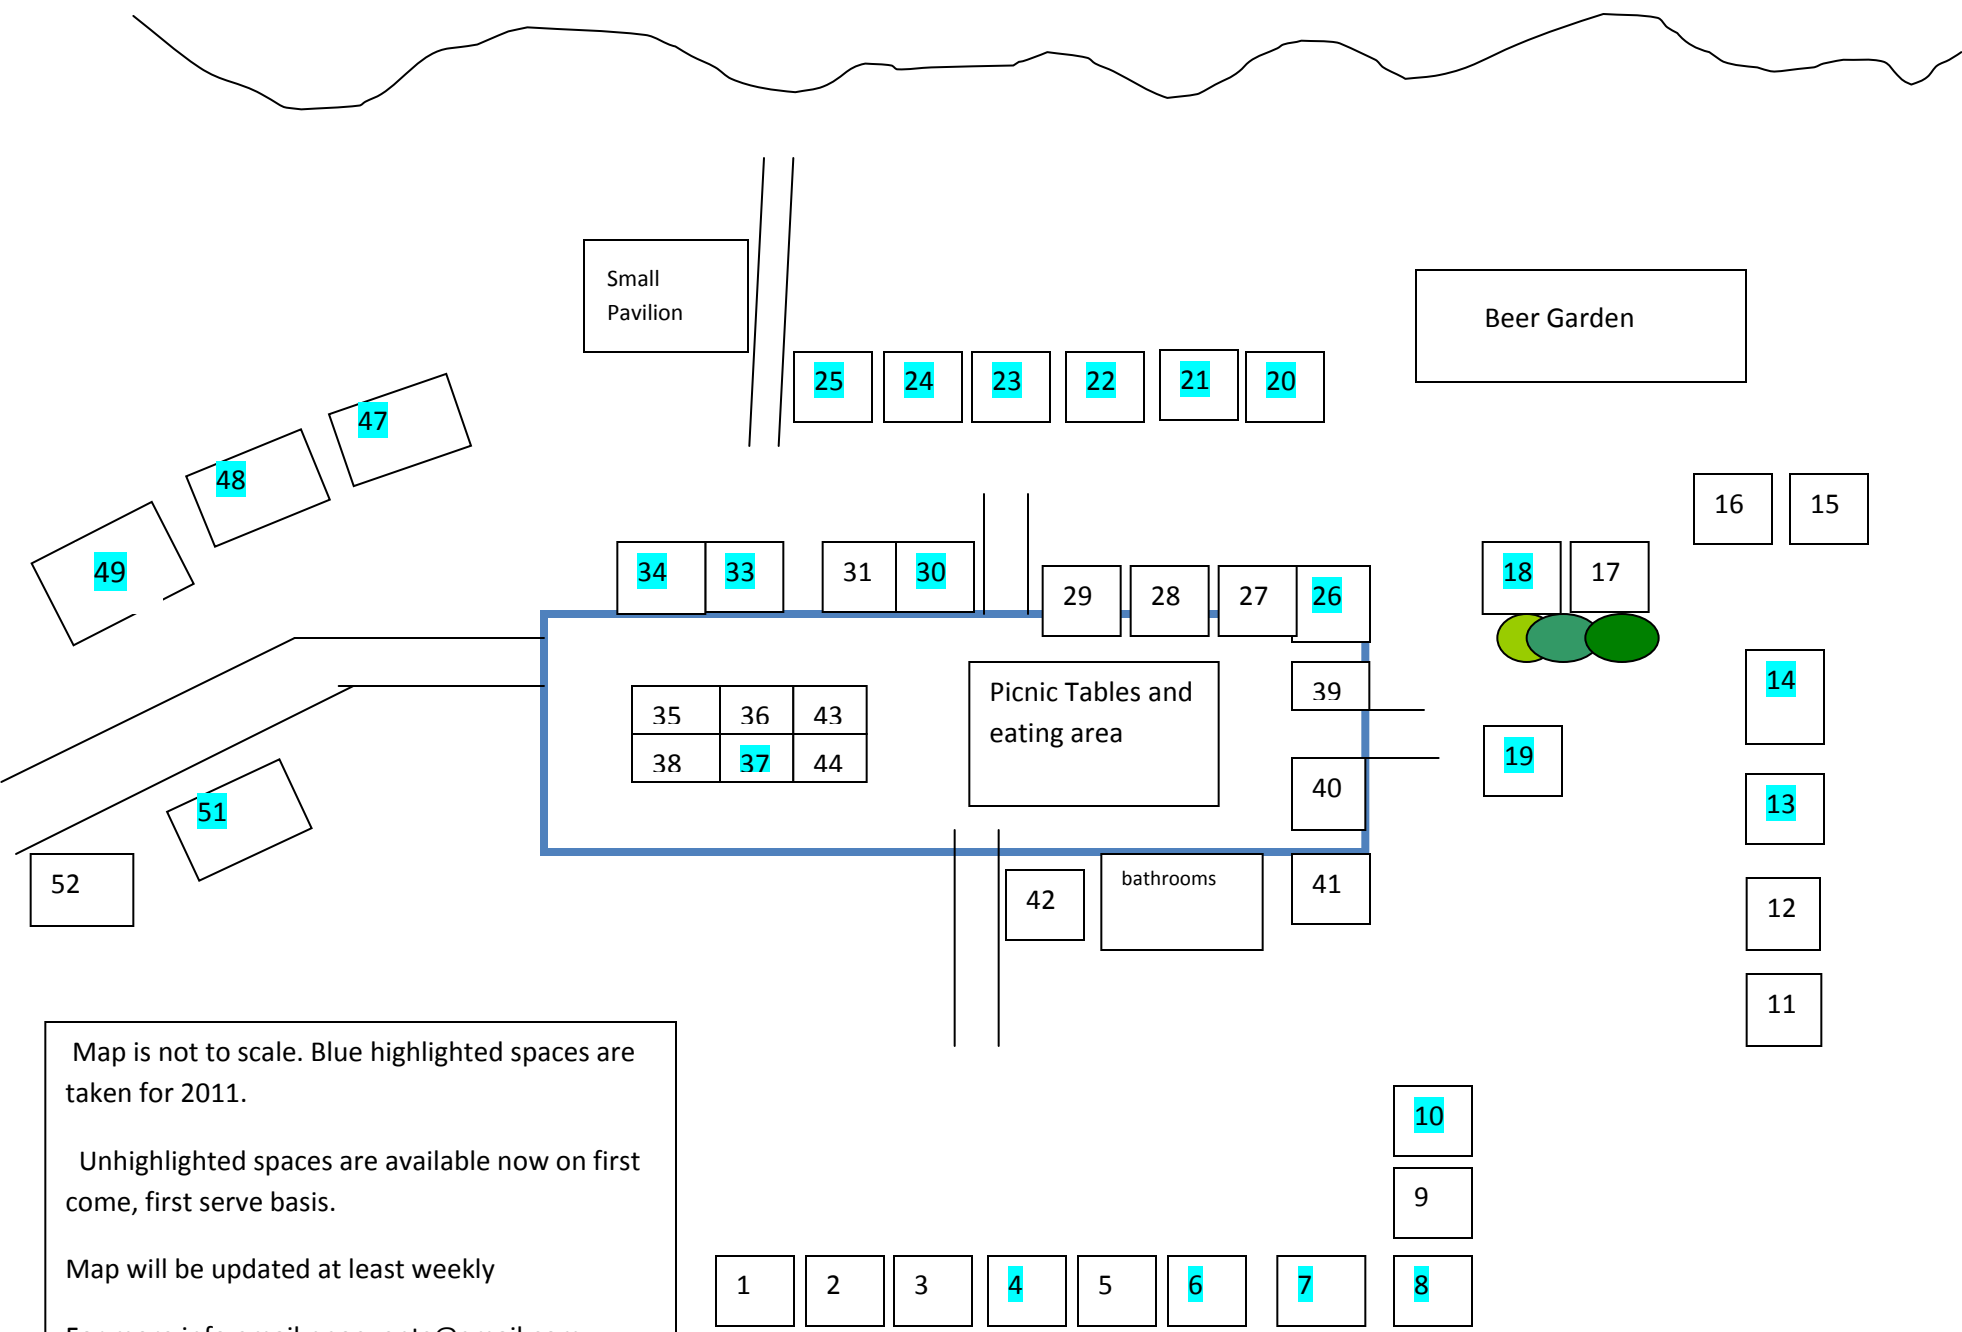 Small
Pavilion
Beer Garden
25 24 23 22 21 20
47
48
49
16 15
34 33 31 30
29 28 27 26
18 17
35 36 43
38 37 44
Picnic Tables and
eating area
39
40
14
19
13
51
52
42
bathrooms
41
12
11
Map is not to scale. Blue highlighted spaces are
taken for 2011.
Unhighlighted spaces are available now on first
come, first serve basis.
Map will be updated at least weekly
For more info email
10
9
1 2 3 4 5 6 7 8